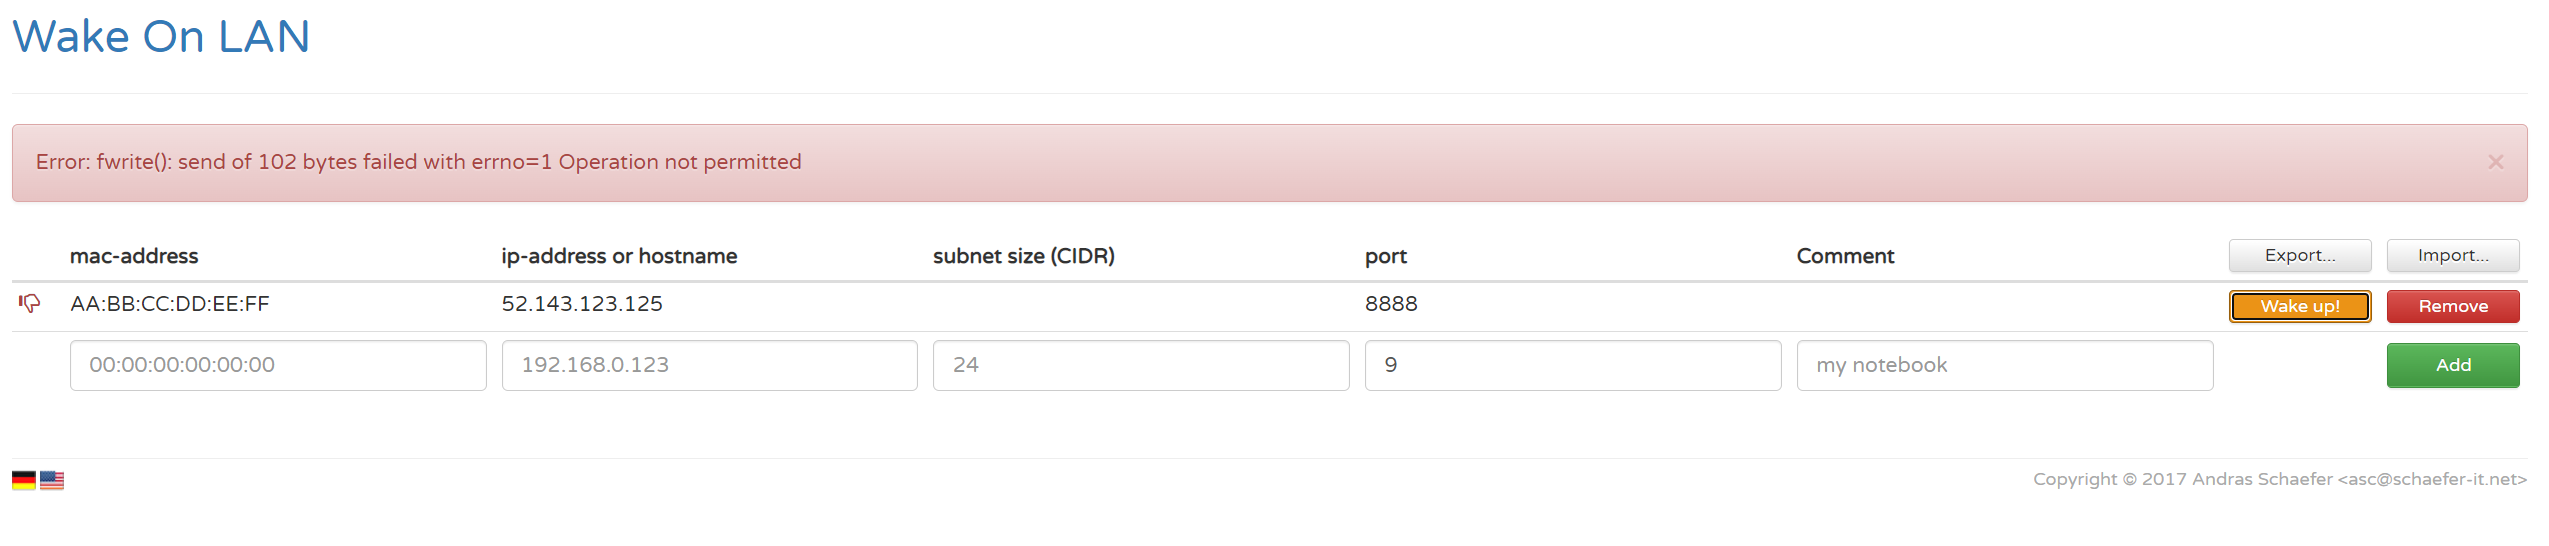 Wake On LAN
Error: fwrite(): send of 102 bytes failed with errno=1 Operation not permitted ×
mac-address ip-address or hostname subnet size (CIDR) port Comment Export... Import...
AA:BB:CC:DD:EE:FF 52.143.123.125 8888 Wake up! Remove
00:00:00:00:00:00 192.168.0.123 24 9 my notebook Add
Copyright © 2017 Andras Schaefer <asc@schaefer-it.net>